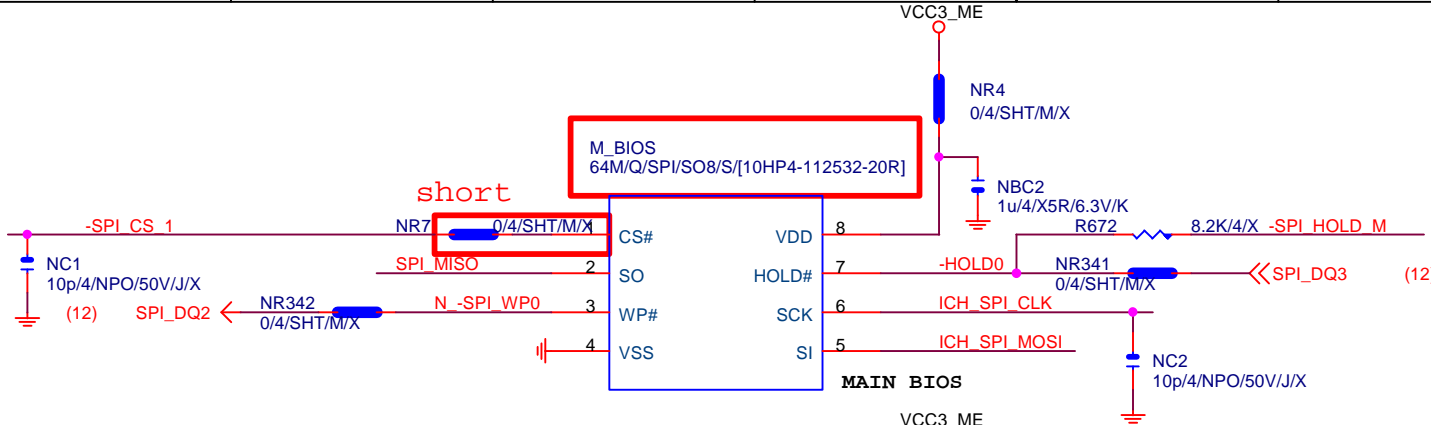 VCC3_ME
NR4
0/4/SHT/M/X
M_BIOS
64M/Q/SPI/SO8/S/[10HP4-112532-20R]
short
NBC2
1u/4/X5R/6.3V/K
-SPI_CS_1
NR7
0/4/SHT/M/X
1
CS#
VDD
8
R672
8.2K/4/X
-SPI_HOLD_M
NC1
10p/4/NPO/50V/J/X
SPI_MISO
2
SO
HOLD#
7
-HOLD0
NR341
0/4/SHT/M/X
SPI_DQ3
(12
(12)
SPI_DQ2
NR342
0/4/SHT/M/X
N_-SPI_WP0
3
WP#
SCK
6
ICH_SPI_CLK
4
VSS
SI
5
ICH_SPI_MOSI
NC2
10p/4/NPO/50V/J/X
MAIN BIOS
VCC3_ME